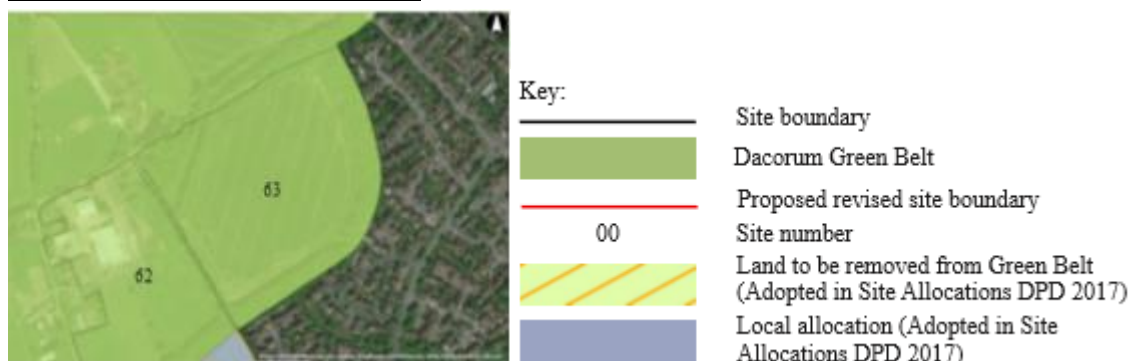 63
62
Key:
Site boundary
Dacorum Green Belt
Proposed revised site boundary
00 Site number
Land to be removed from Green Belt
(Adopted in Site Allocations DPD 2017)
Local allocation (Adopted in Site
Allocations DPD 2017)